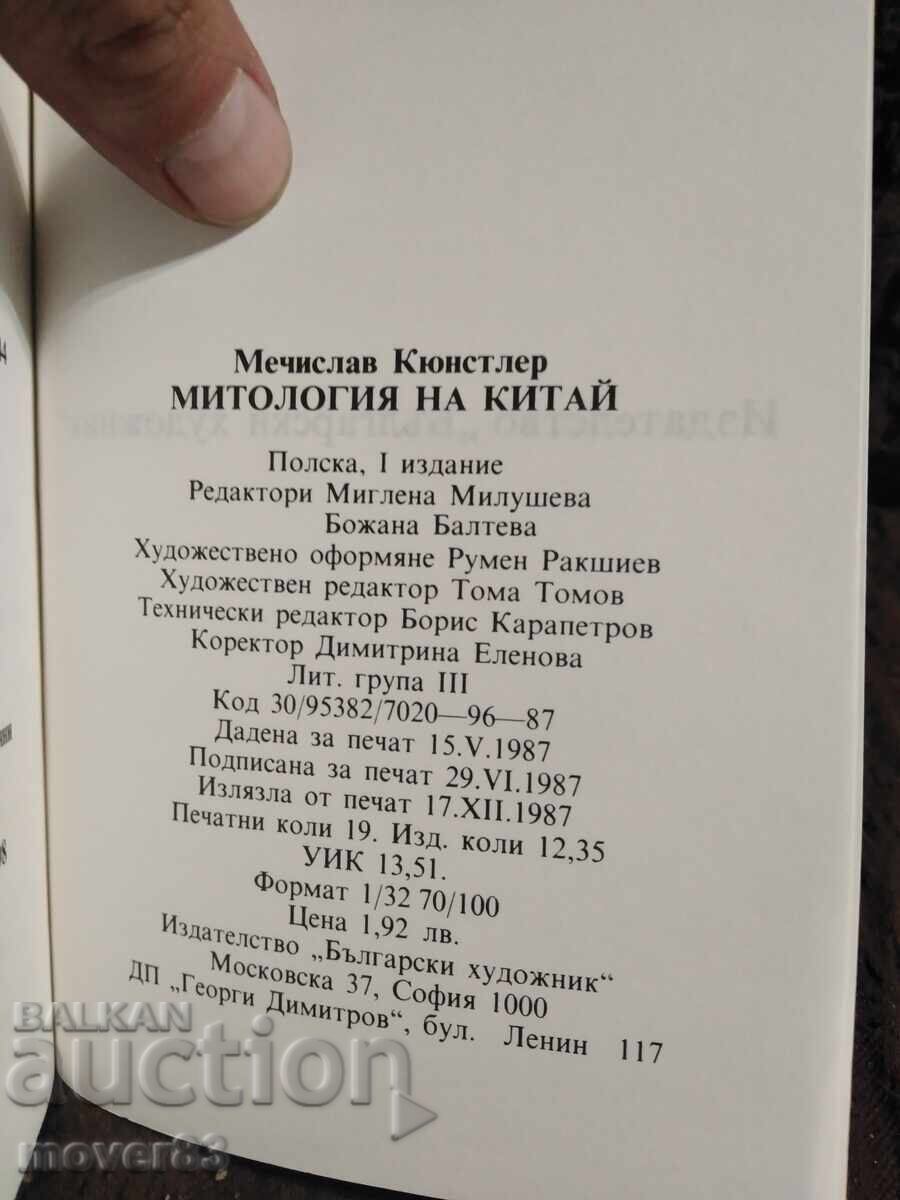 Мечислав Кюнстлер
МИТОЛОГИЯ НА КИТАЙ
Полска, I издание
Редактори Миглена Милушева
Божана Балтева
Художествено оформяне Румен Ракшиев
Художествен редактор Тома Томов
Технически редактор Борис Карапетров
Коректор Димитрина Еленова
Лит. група III
Код 30/95382/7020—96—87
Дадена за печат 15.V.1987
Подписана за печат 29.VI.1987
Излязла от печат 17.XII.1987
Печатни коли 19. Изд. коли 12,35
УИК 13,51.
Формат 1/32 70/100
Цена 1,92 лв.
Издателство „Български художник“
Московска 37, София 1000
ДП „Георги Димитров“, бул. Ленин 117
BALKAN
auction
mover83